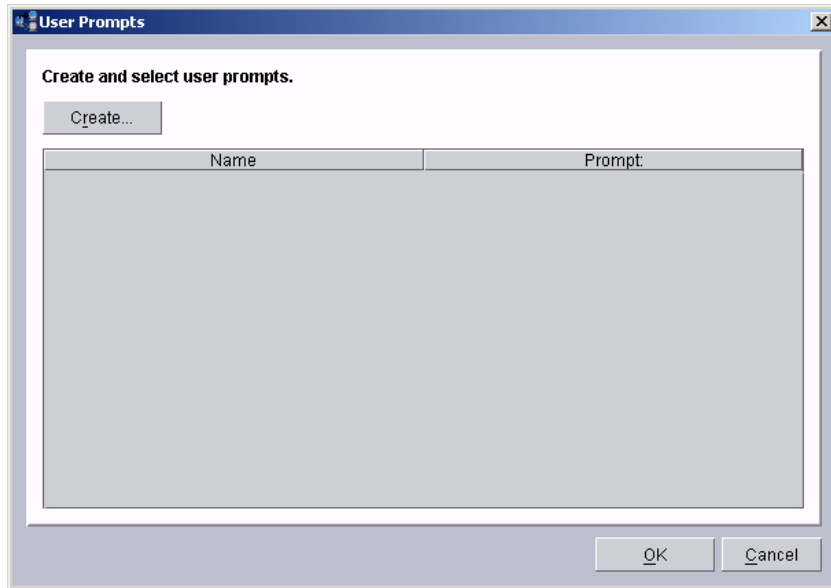 User Prompts
Create and select user prompts.
Create...
Name Prompt:
OK Cancel